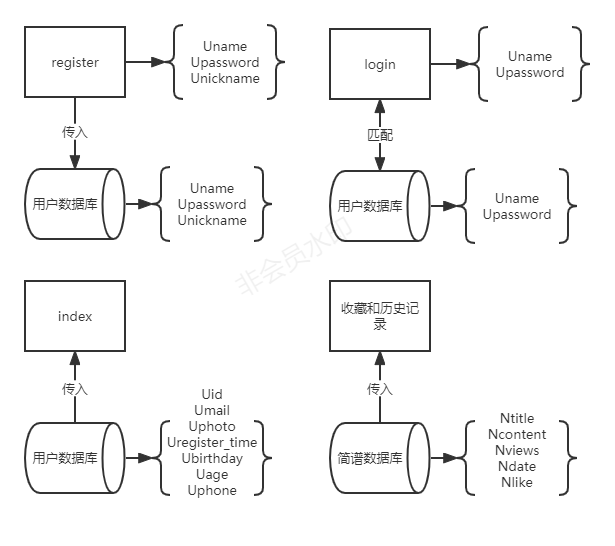 register
Uname
Upassword
Unickname
传入
用户数据库
Uname
Upassword
Unickname
login
Uname
Upassword
匹配
用户数据库
Uname
Upassword
非会员水印
index
传入
用户数据库
Uid
Umail
Uphoto
Uregister_time
Ubirthday
Uage
Uphone
收藏和历史记
录
传入
简谱数据库
Ntitle
Ncontent
Nviews
Ndate
Nlike